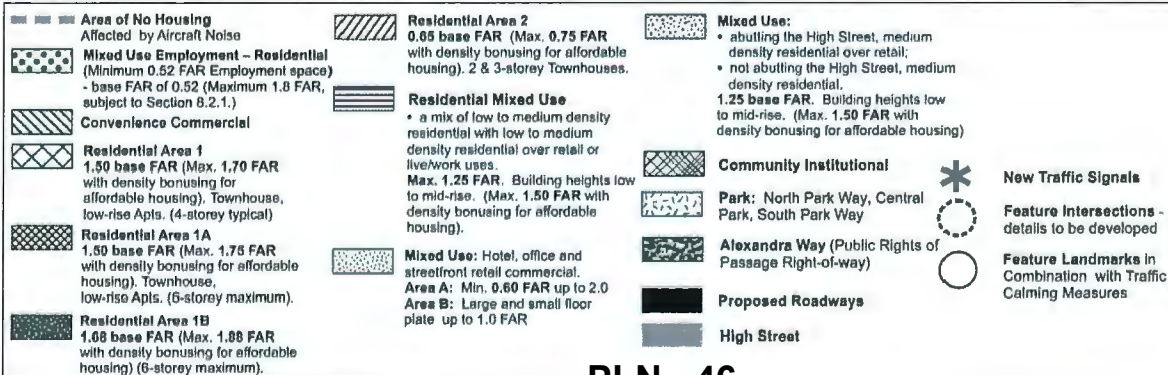 Area of No Housing
Affected by Aircraft Noise
Mixed Use Employment – Residential
(Minimum 0.52 FAR Employment space)
- base FAR of 0.52 (Maximum 1.8 FAR,
subject to Section 8.2.1.)
Convenience Commercial
Residential Area 1
1.50 base FAR (Max. 1.70 FAR
with density bonusing for
affordable housing). Townhouse,
low-rise Apts. (4-storey typical)
Residential Area 1A
1.50 base FAR (Max. 1.75 FAR
with density bonusing for affordable
housing). Townhouse,
low-rise Apts. (6-storey maximum).
Residential Area 1B
1.68 base FAR (Max. 1.88 FAR
with density bonusing for affordable
housing) (6-storey maximum).
Residential Area 2
0.65 base FAR (Max. 0.75 FAR
with density bonusing for affordable
housing). 2 & 3-storey Townhouses.
Residential Mixed Use
• a mix of low to medium density
residential with low to medium
density residential over retail or
live/work uses.
Max. 1.25 FAR. Building heights low
to mid-rise. (Max. 1.50 FAR with
density bonusing for affordable
housing).
Mixed Use: Hotel, office and
streetfront retail commercial.
Area A: Min. 0.60 FAR up to 2.0
Area B: Large and small floor
plate up to 1.0 FAR
Mixed Use:
• abutting the High Street, medium
density residential over retail;
• not abutting the High Street, medium
density residential.
1.25 base FAR. Building heights low
to mid-rise. (Max. 1.50 FAR with
density bonusing for affordable housing)
Community Institutional
Park: North Park Way, Central
Park, South Park Way
Alexandra Way (Public Rights of
Passage Right-of-way)
Proposed Roadways
High Street
New Traffic Signals
Feature Intersections -
details to be developed
Feature Landmarks in
Combination with Traffic
Calming Measures
PLN - 46